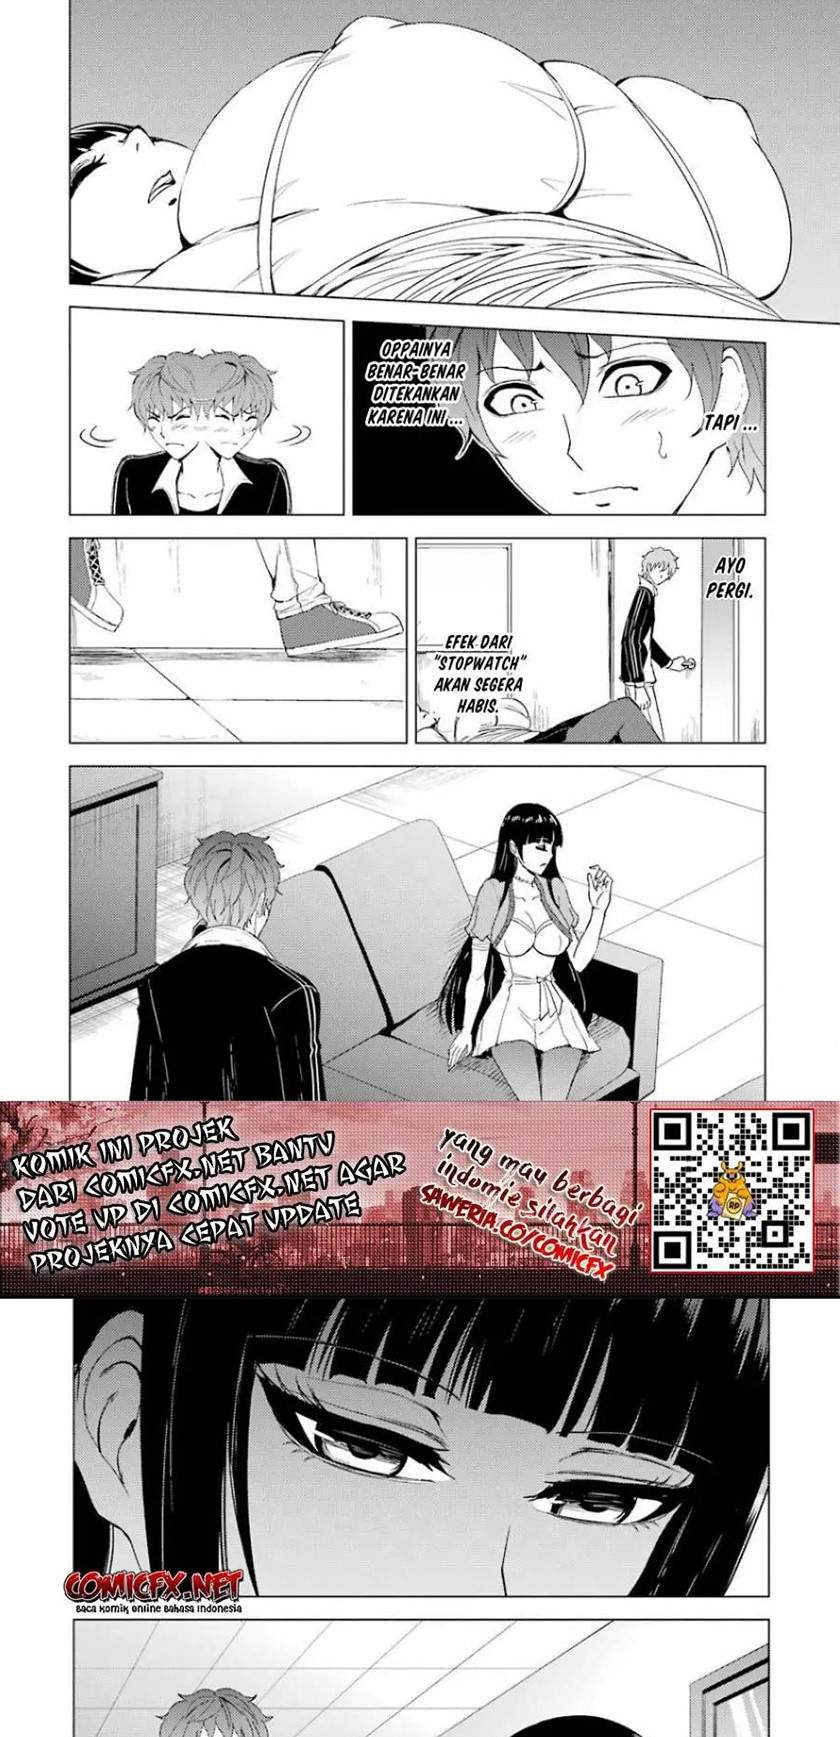 OPPAINYA
BENAR-BENAR
DITEKANKAN
KARENA INI ...
TAPI ...
AYO
PERGI.
EFEK DARI
"STOPWATCH"
AKAN SEGERA
HABIS.
KOMIK INI PROJEK
DARI COMICFX.NET BANTU
VOTE UP DI COMICFX.NET AGAR
PROJEKNYA CEPAT UPDATE
yang mau berbagi
indomie silahkan
SAWERIA.CO/COMICFX
RP
COMICFX.NET
Baca komik online Bahasa Indonesia